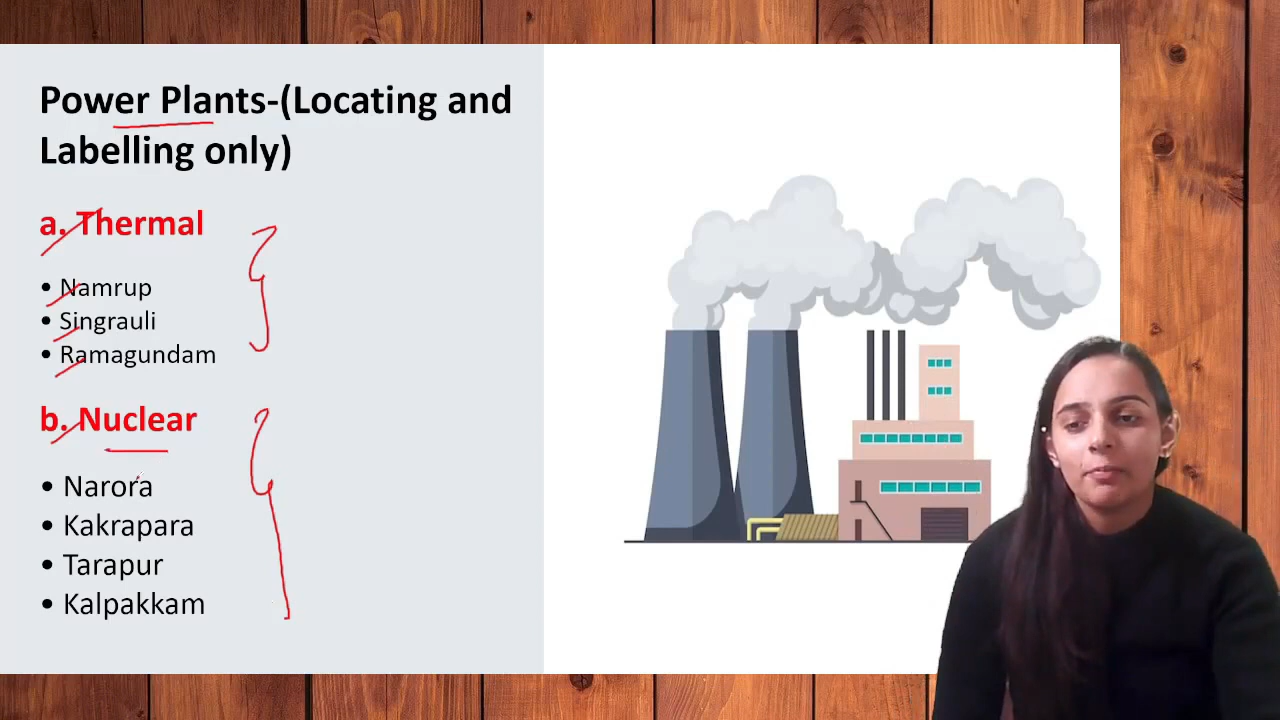 Power Plants-(Locating and
Labelling only)
a. Thermal
• Namrup
• Singrauli
• Ramagundam
b. Nuclear
• Narora
• Kakrapara
• Tarapur
• Kalpakkam